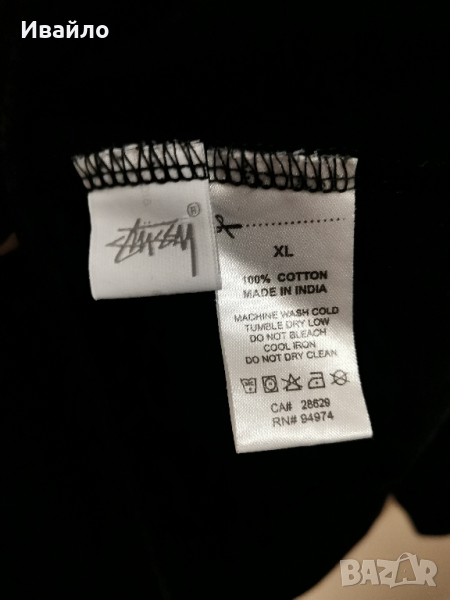 Ивайло
Stüssy
®
XL
100% COTTON
MADE IN INDIA
MACHINE WASH COLD
TUMBLE DRY LOW
DO NOT BLEACH
COOL IRON
DO NOT DRY CLEAN
CA# 28629
RN# 94974
BAZAR